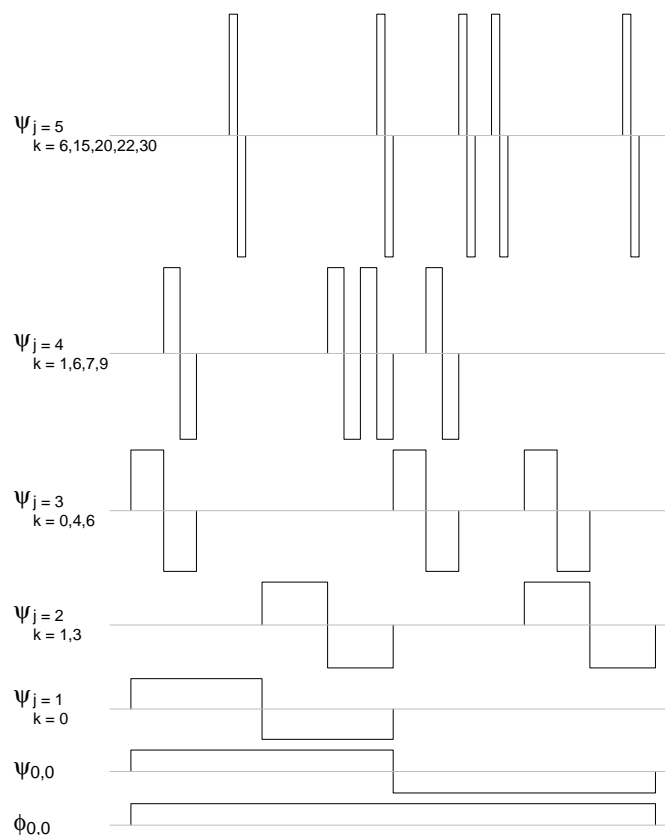 ψj = 5
k = 6,15,20,22,30
ψj = 4
k = 1,6,7,9
ψj = 3
k = 0,4,6
ψj = 2
k = 1,3
ψj = 1
k = 0
ψ0,0
ϕ0,0